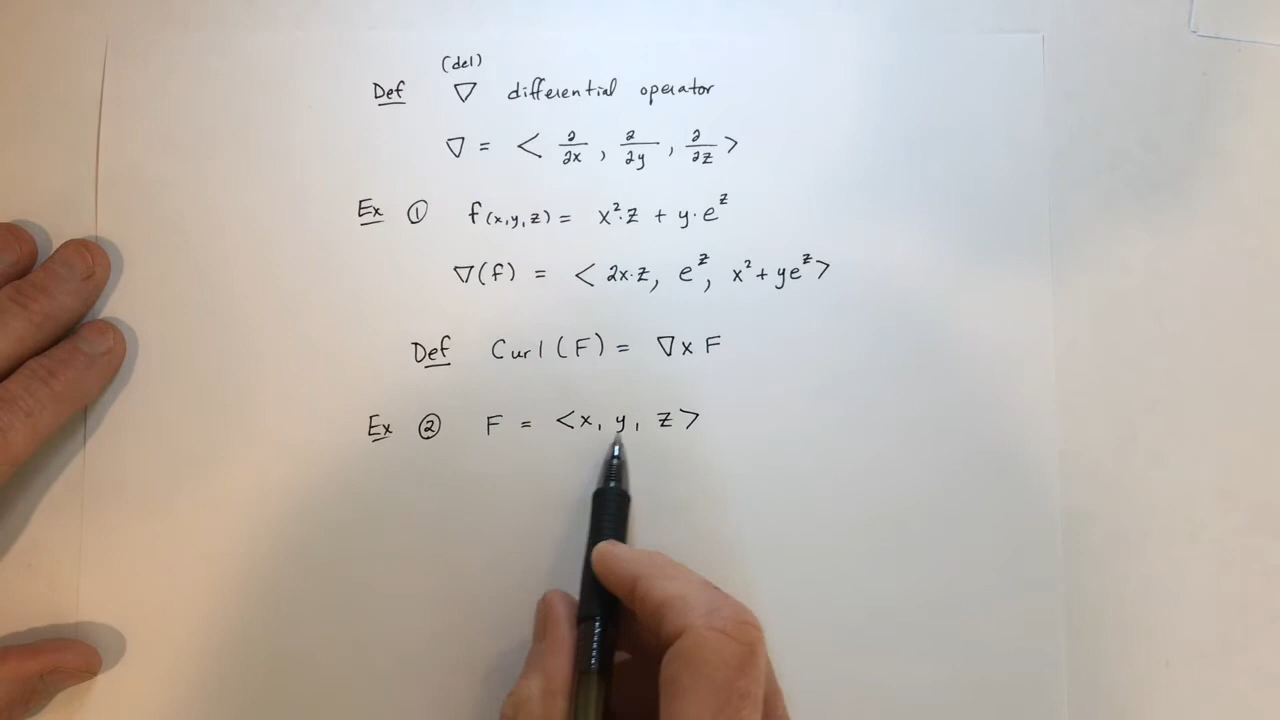 (del)
Def ∇ differential operator
∇ = < ∂/∂x, ∂/∂y, ∂/∂z >
Ex ① f(x,y,z) = x²·z + y·e^z
∇(f) = < 2x·z, e^z, x² + ye^z >
Def Curl(F) = ∇ x F
Ex ② F = <x, y, z>